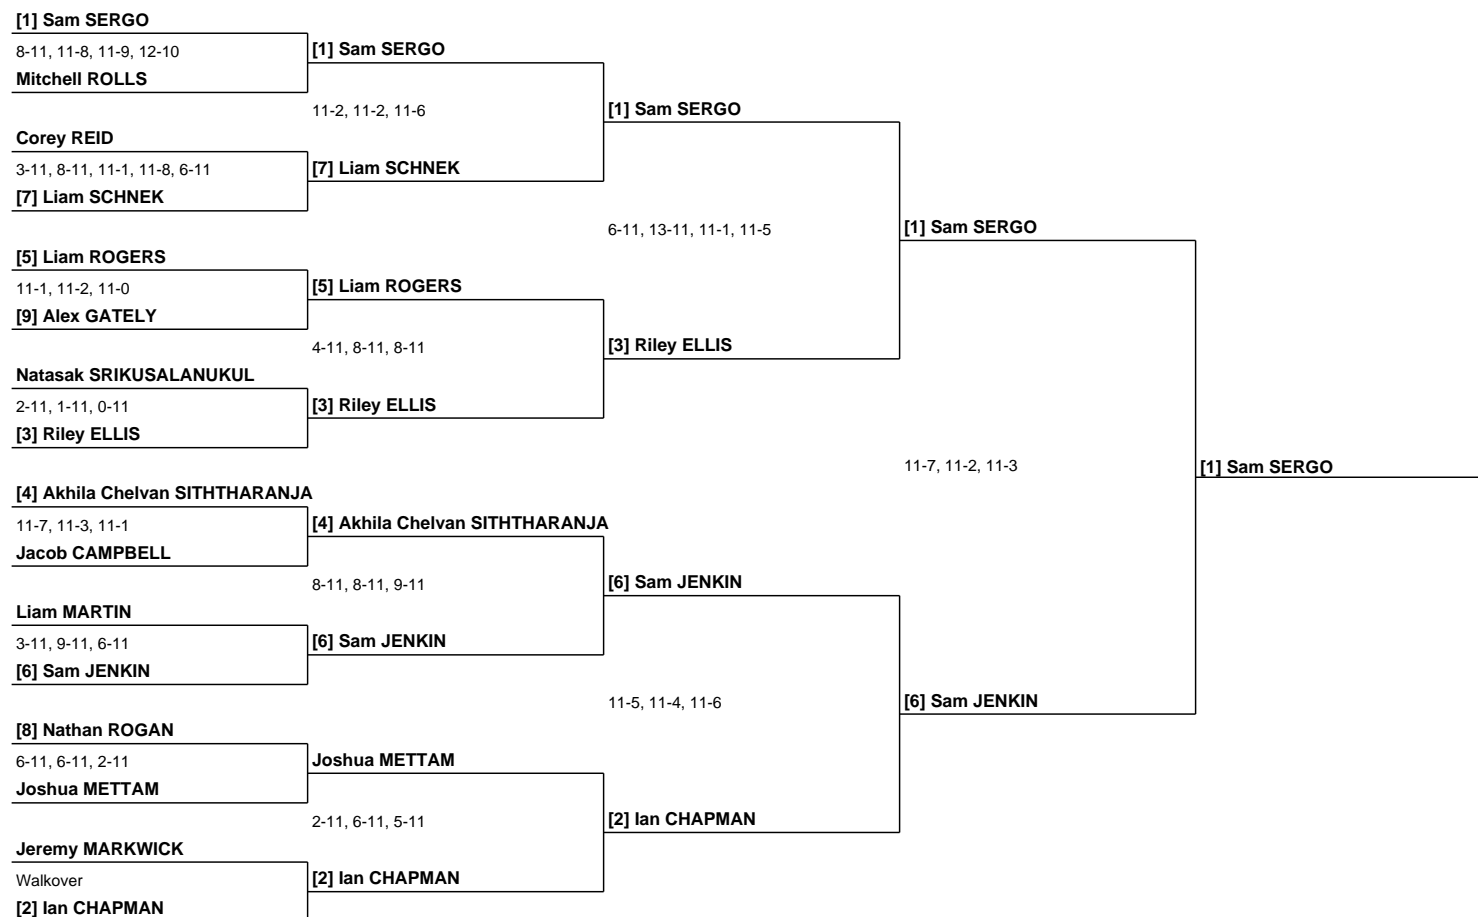 [1] Sam SERGO
8-11, 11-8, 11-9, 12-10
[1] Sam SERGO
Mitchell ROLLS
11-2, 11-2, 11-6
[1] Sam SERGO
Corey REID
3-11, 8-11, 11-1, 11-8, 6-11
[7] Liam SCHNEK
[7] Liam SCHNEK
6-11, 13-11, 11-1, 11-5
[1] Sam SERGO
[5] Liam ROGERS
11-1, 11-2, 11-0
[5] Liam ROGERS
[9] Alex GATELY
4-11, 8-11, 8-11
[3] Riley ELLIS
Natasak SRIKUSALANUKUL
2-11, 1-11, 0-11
[3] Riley ELLIS
[3] Riley ELLIS
11-7, 11-2, 11-3
[1] Sam SERGO
[4] Akhila Chelvan SITHTHARANJA
11-7, 11-3, 11-1
[4] Akhila Chelvan SITHTHARANJA
Jacob CAMPBELL
8-11, 8-11, 9-11
[6] Sam JENKIN
Liam MARTIN
3-11, 9-11, 6-11
[6] Sam JENKIN
[6] Sam JENKIN
11-5, 11-4, 11-6
[6] Sam JENKIN
[8] Nathan ROGAN
6-11, 6-11, 2-11
Joshua METTAM
Joshua METTAM
2-11, 6-11, 5-11
[2] Ian CHAPMAN
Jeremy MARKWICK
Walkover
[2] Ian CHAPMAN
[2] Ian CHAPMAN